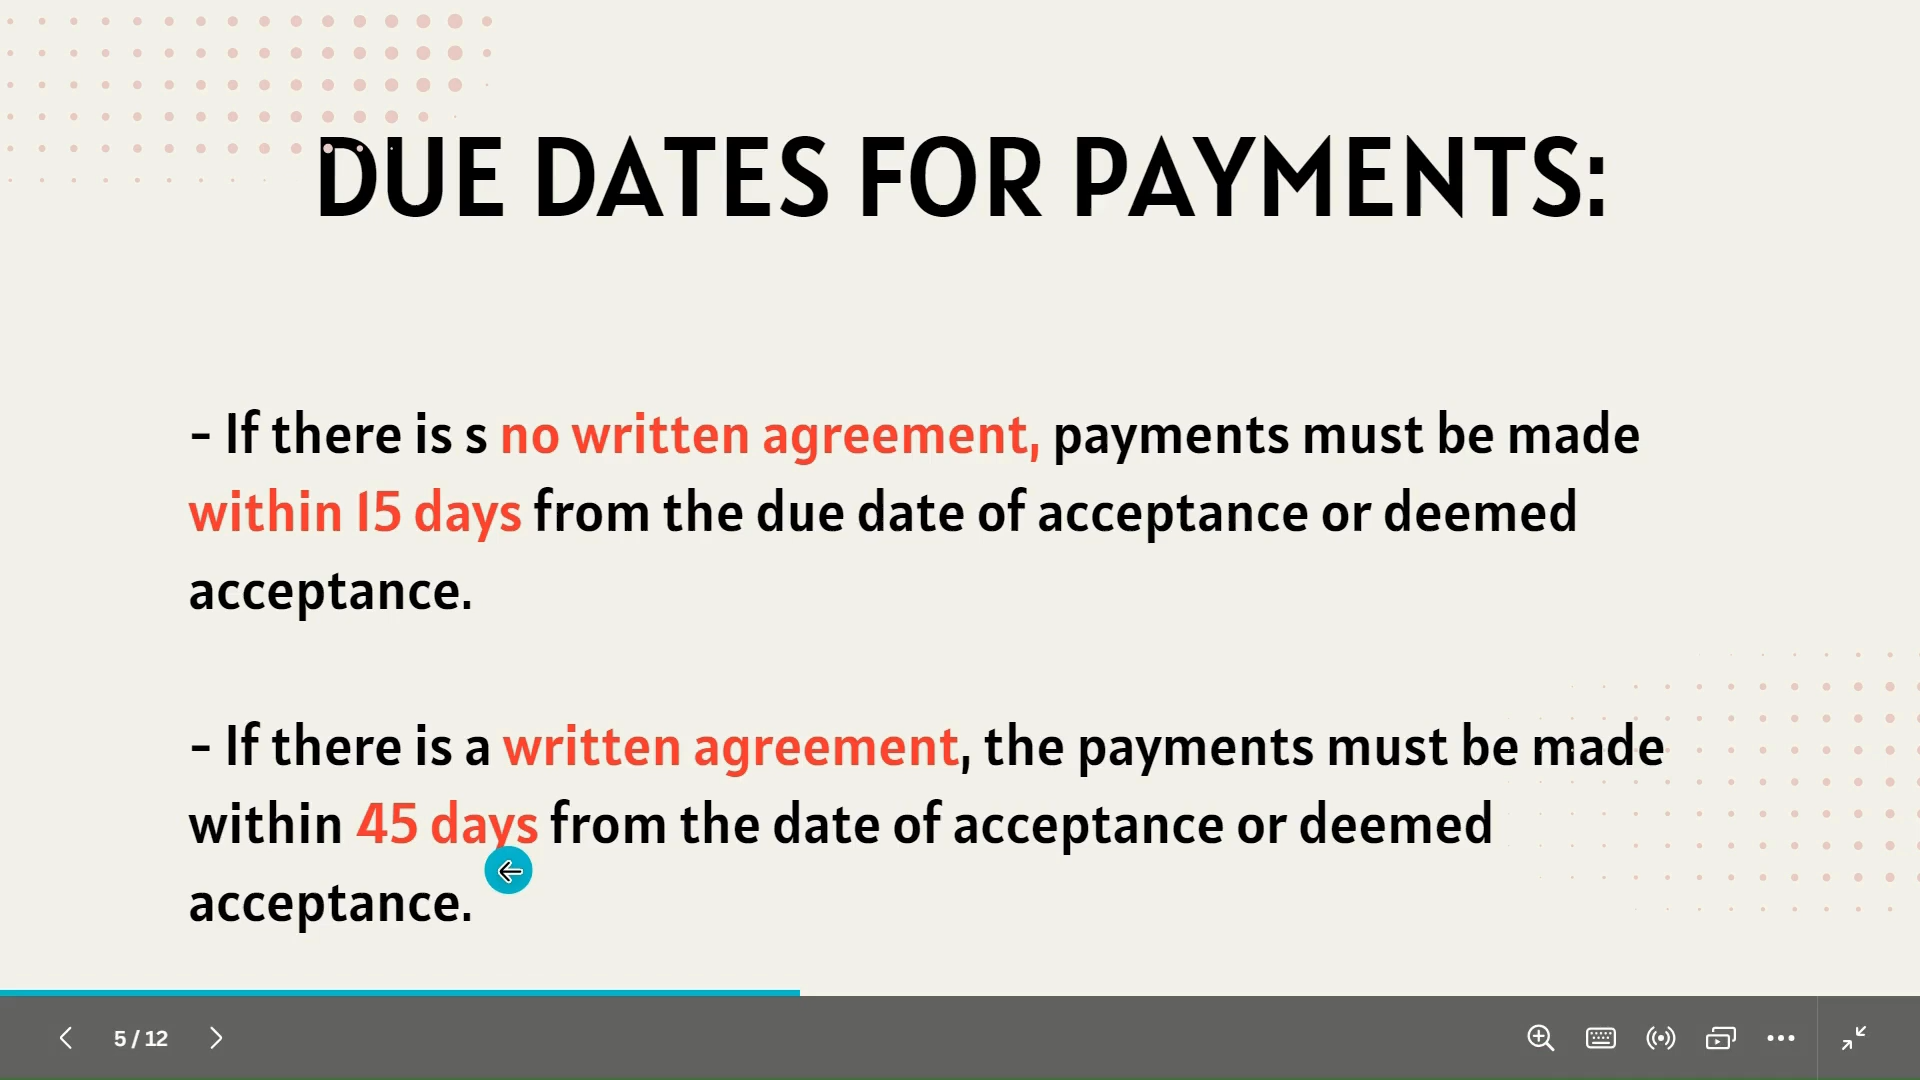 DUE DATES FOR PAYMENTS:
- If there is s no written agreement, payments must be made
within 15 days from the due date of acceptance or deemed
acceptance.
- If there is a written agreement, the payments must be made
within 45 days from the date of acceptance or deemed
acceptance.
5 / 12